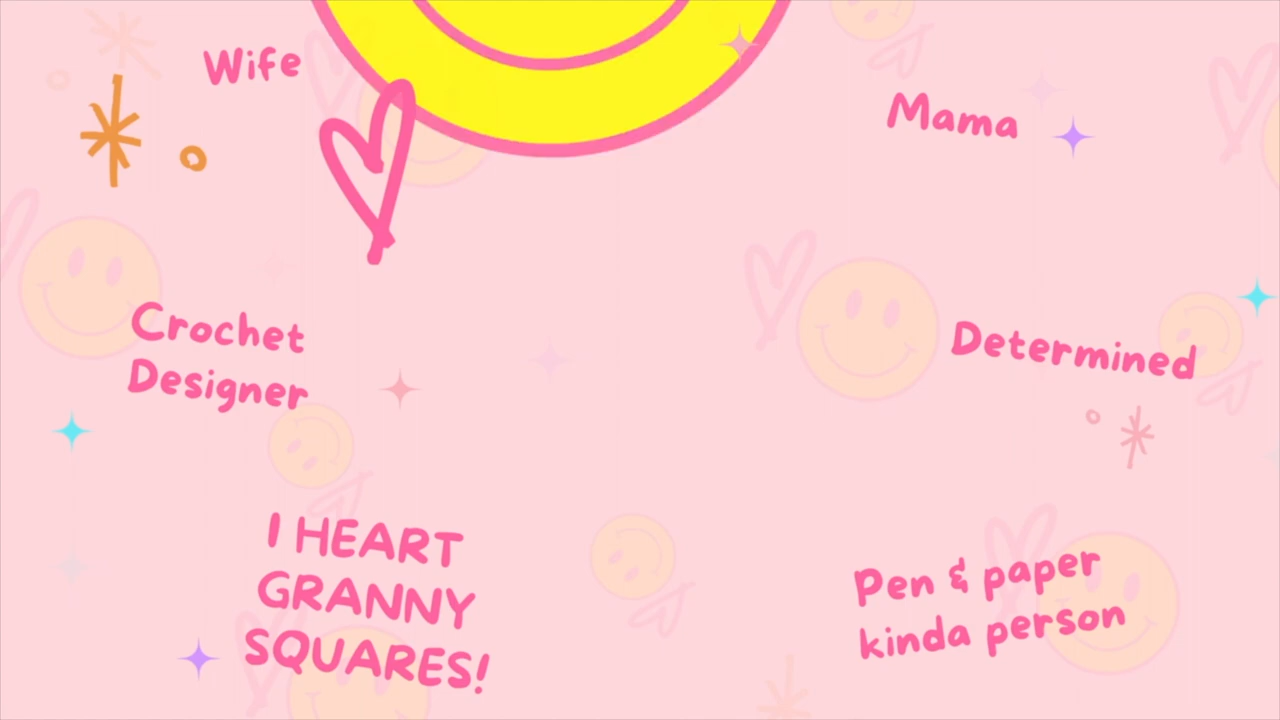 Wife
Mama
Crochet
Designer
Determined
I HEART
GRANNY
SQUARES!
Pen & paper
kinda person